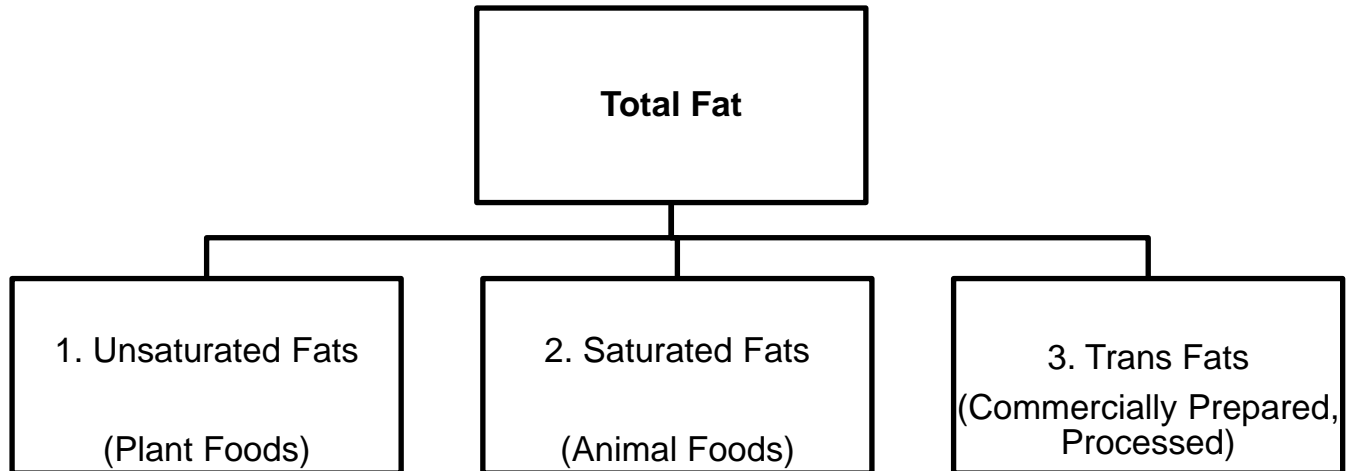 Total Fat
1. Unsaturated Fats
(Plant Foods)
2. Saturated Fats
(Animal Foods)
3. Trans Fats
(Commercially Prepared,
Processed)